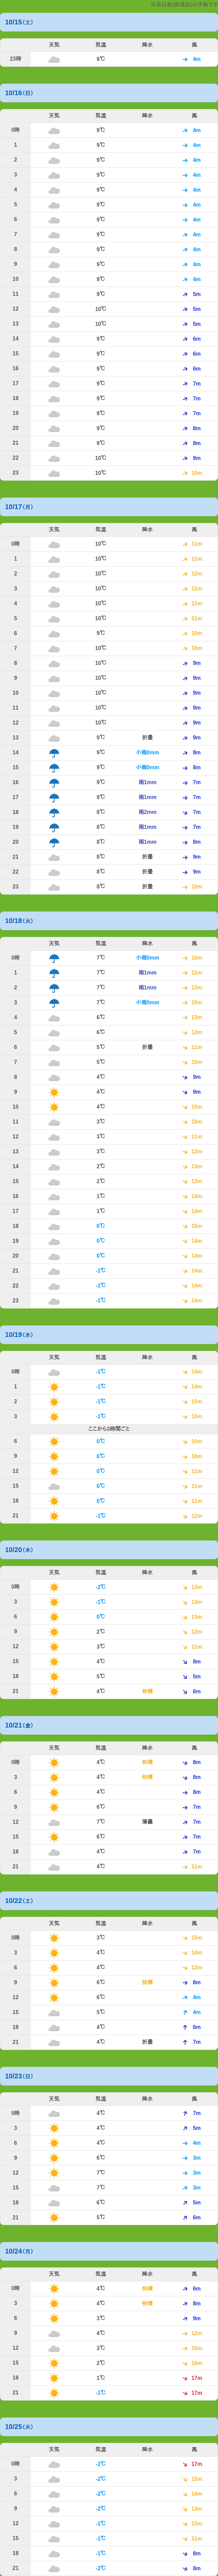 10/15(土)
天気 気温 降水 風
23時 9℃ 4m
10/16(日)
天気 気温 降水 風
0時 9℃ 4m
1 9℃ 4m
2 9℃ 4m
3 9℃ 4m
4 9℃ 4m
5 9℃ 4m
6 9℃ 4m
7 9℃ 4m
8 9℃ 4m
9 9℃ 4m
10 9℃ 4m
11 9℃ 5m
12 10℃ 5m
13 10℃ 5m
14 9℃ 6m
15 9℃ 6m
16 9℃ 6m
17 9℃ 7m
18 9℃ 7m
19 9℃ 7m
20 9℃ 8m
21 9℃ 8m
22 10℃ 9m
23 10℃ 10m
10/17(月)
天気 気温 降水 風
0時 10℃ 11m
1 10℃ 11m
2 10℃ 10m
3 10℃ 12m
4 10℃ 11m
5 10℃ 11m
6 9℃ 10m
7 10℃ 10m
8 10℃ 9m
9 10℃ 9m
10 10℃ 9m
11 10℃ 9m
12 10℃ 9m
13 9℃ 折曇 9m
14 9℃ 小雨0mm 8m
15 9℃ 小雨0mm 8m
16 9℃ 雨1mm 7m
17 9℃ 雨1mm 7m
18 8℃ 雨2mm 7m
19 8℃ 雨1mm 7m
20 8℃ 雨1mm 8m
21 8℃ 折曇 9m
22 8℃ 折曇 9m
23 8℃ 折曇 10m
10/18(火)
天気 気温 降水 風
0時 7℃ 小雨0mm 10m
1 7℃ 雨1mm 12m
2 7℃ 雨1mm 13m
3 7℃ 小雨0mm 15m
4 6℃ 13m
5 6℃ 12m
6 5℃ 折曇 11m
7 5℃ 10m
8 4℃ 9m
9 4℃ 9m
10 4℃ 10m
11 3℃ 10m
12 3℃ 11m
13 3℃ 12m
14 2℃ 13m
15 2℃ 13m
16 1℃ 14m
17 1℃ 14m
18 0℃ 15m
19 0℃ 14m
20 0℃ 14m
21 -1℃ 14m
22 -1℃ 14m
23 -1℃ 14m
10/19(水)
天気 気温 降水 風
0時 -1℃ 14m
1 -1℃ 14m
2 -1℃ 15m
3 -1℃ 15m
ここから3時間ごと
6 0℃ 10m
9 0℃ 10m
12 0℃ 11m
15 0℃ 11m
18 0℃ 11m
21 -1℃ 12m
10/20(木)
天気 気温 降水 風
0時 -2℃ 13m
3 -1℃ 13m
6 0℃ 13m
9 2℃ 12m
12 3℃ 11m
15 4℃ 8m
18 5℃ 5m
21 4℃ 快晴 6m
10/21(金)
天気 気温 降水 風
0時 4℃ 快晴 8m
3 4℃ 快晴 8m
6 4℃ 8m
9 6℃ 7m
12 7℃ 薄曇 7m
15 6℃ 7m
18 4℃ 7m
21 4℃ 11m
10/22(土)
天気 気温 降水 風
0時 3℃ 15m
3 4℃ 14m
6 4℃ 12m
9 6℃ 快晴 8m
12 6℃ 4m
15 5℃ 4m
18 4℃ 6m
21 4℃ 折曇 7m
10/23(日)
天気 気温 降水 風
0時 4℃ 7m
3 4℃ 5m
6 4℃ 4m
9 6℃ 3m
12 7℃ 3m
15 7℃ 3m
18 6℃ 5m
21 5℃ 6m
10/24(月)
天気 気温 降水 風
0時 4℃ 快晴 6m
3 4℃ 快晴 8m
6 3℃ 9m
9 4℃ 12m
12 3℃ 15m
15 2℃ 16m
18 1℃ 17m
21 -1℃ 17m
10/25(火)
天気 気温 降水 風
0時 -2℃ 17m
3 -2℃ 15m
6 -2℃ 14m
9 -2℃ 13m
12 -1℃ 13m
15 -1℃ 11m
18 -1℃ 8m
21 -2℃ 8m